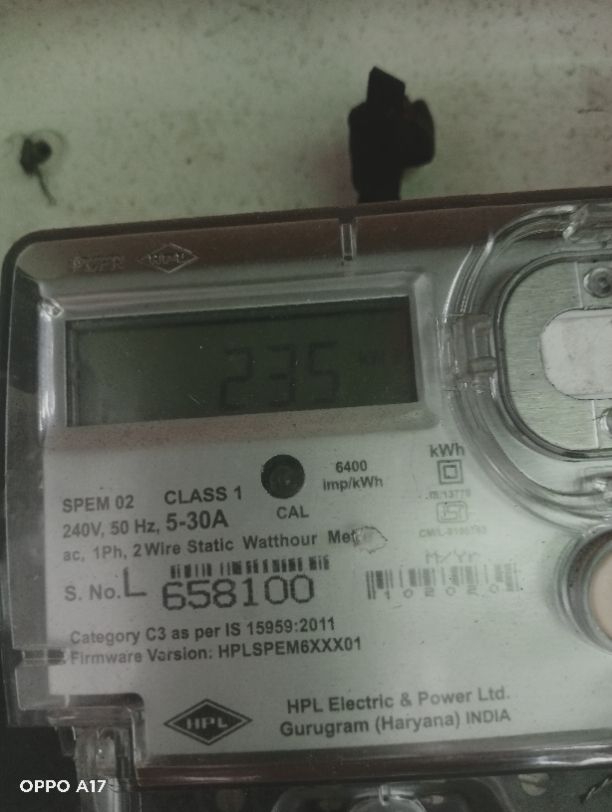 235
kWh
6400
imp/kWh
CAL
SPEM 02 CLASS 1
240V, 50 Hz, 5-30A
ac, 1Ph, 2 Wire Static Watthour
S. No. L 658100
M/Yr
Category C3 as per IS 15959:2011
Firmware Version: HPLSPEM6XXX01
HPL
HPL Electric & Power Ltd.
Gurugram (Haryana) INDIA
OPPO A17